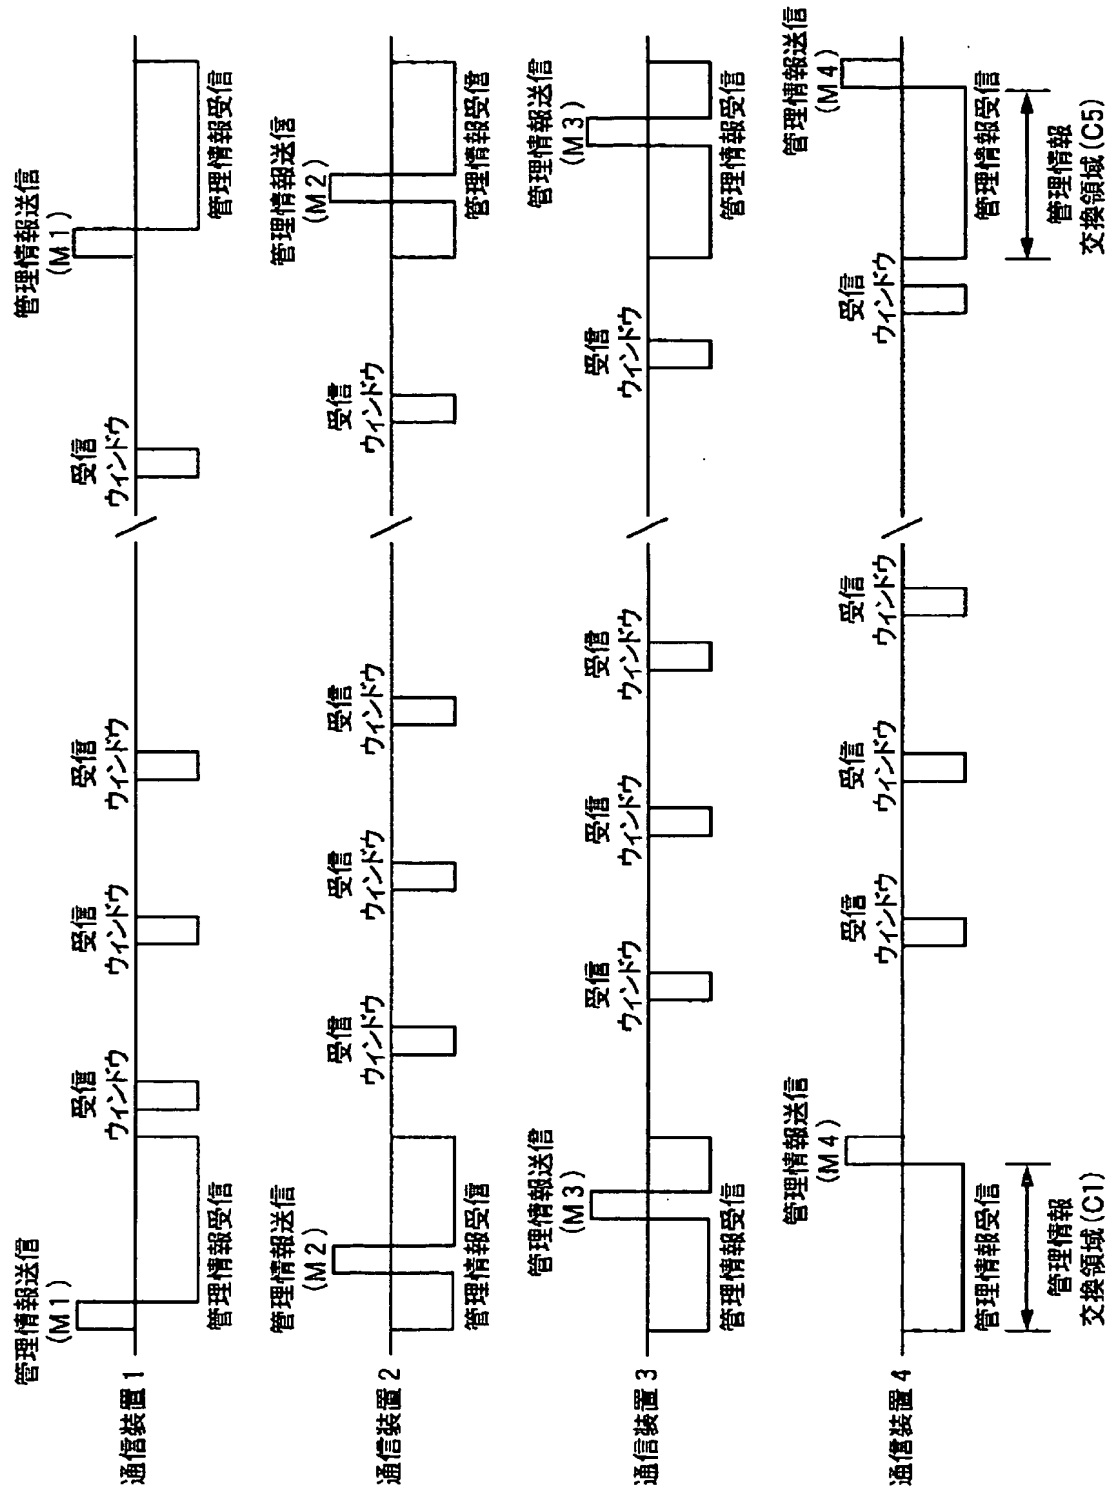 通信装置1
管理情報送信
(M1)
管理情報受信
受信
ウィンドウ
受信
ウィンドウ
受信
ウィンドウ
受信
ウィンドウ
管理情報送信
(M1)
管理情報受信
通信装置2
管理情報送信
(M2)
管理情報受信
受信
ウィンドウ
受信
ウィンドウ
受信
ウィンドウ
受信
ウィンドウ
管理情報送信
(M2)
管理情報受信
通信装置3
管理情報送信
(M3)
管理情報受信
受信
ウィンドウ
受信
ウィンドウ
受信
ウィンドウ
受信
ウィンドウ
管理情報送信
(M3)
管理情報受信
通信装置4
管理情報送信
(M4)
管理情報受信
管理情報
交換領域(C1)
受信
ウィンドウ
受信
ウィンドウ
受信
ウィンドウ
受信
ウィンドウ
管理情報送信
(M4)
管理情報受信
管理情報
交換領域(C5)